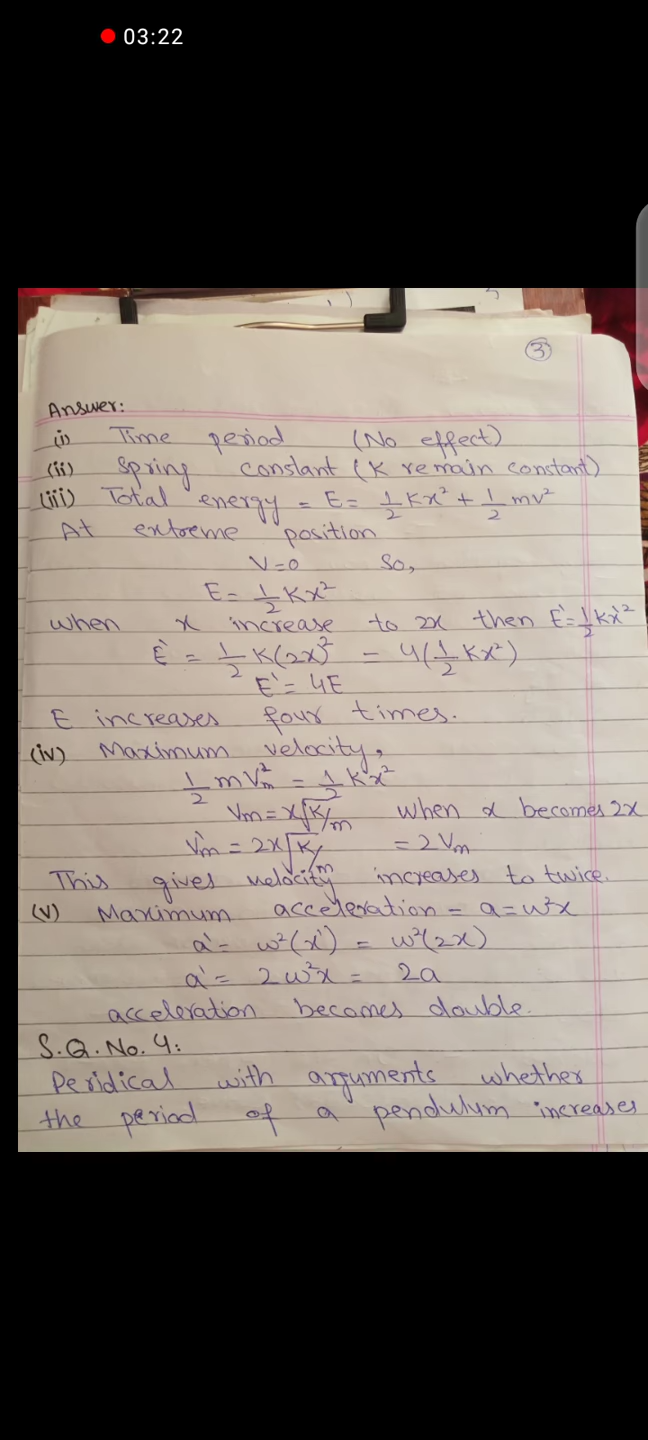 03:22
3
Answer:
(i) Time period (No effect)
(ii) Spring constant (K remain constant)
(iii) Total energy = E = 1/2 Kx² + 1/2 mv²
At extreme position
V=0 So,
E = 1/2 Kx²
when x increase to 2x then E' = 1/2 Kx'²
E' = 1/2 K(2x)² = 4(1/2 Kx²)
E' = 4E
E increases four times.
(iv) Maximum velocity,
1/2 mVm² = 1/2 Kx²
Vm = x√K/m when x becomes 2x
Vm' = 2x√K/m = 2Vm
This gives velocity increases to twice.
(v) Maximum acceleration = a = ω²x
a' = ω²(x') = ω²(2x)
a' = 2ω²x = 2a
acceleration becomes double.
S.Q.No.4:
Peridical with arguments whether
the period of a pendulum increases